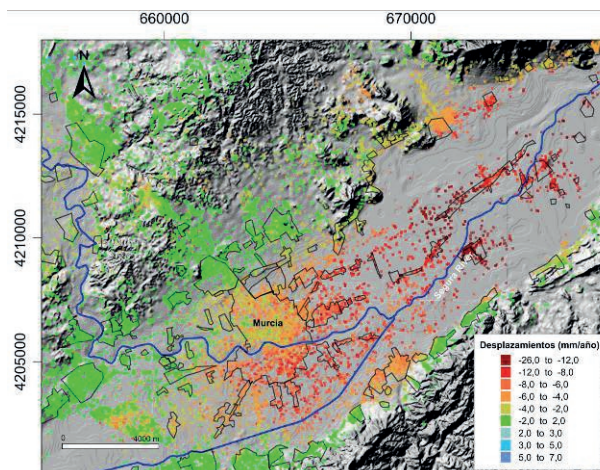 660000
670000
N
4215000
4210000
4205000
Murcia
Segura River
0
4000 m
Desplazamientos (mm/año)
-26,0 to -12,0
-12,0 to -8,0
-8,0 to -6,0
-6,0 to -4,0
-4,0 to -2,0
-2,0 to 2,0
2,0 to 3,0
3,0 to 5,0
5,0 to 7,0